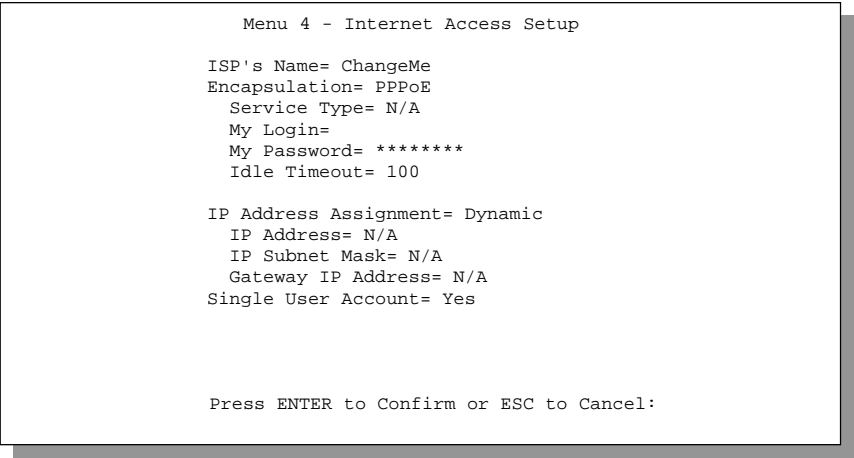 Menu 4 - Internet Access Setup
ISP's Name= ChangeMe
Encapsulation= PPPoE
Service Type= N/A
My Login=
My Password= ********
Idle Timeout= 100
IP Address Assignment= Dynamic
IP Address= N/A
IP Subnet Mask= N/A
Gateway IP Address= N/A
Single User Account= Yes
Press ENTER to Confirm or ESC to Cancel: